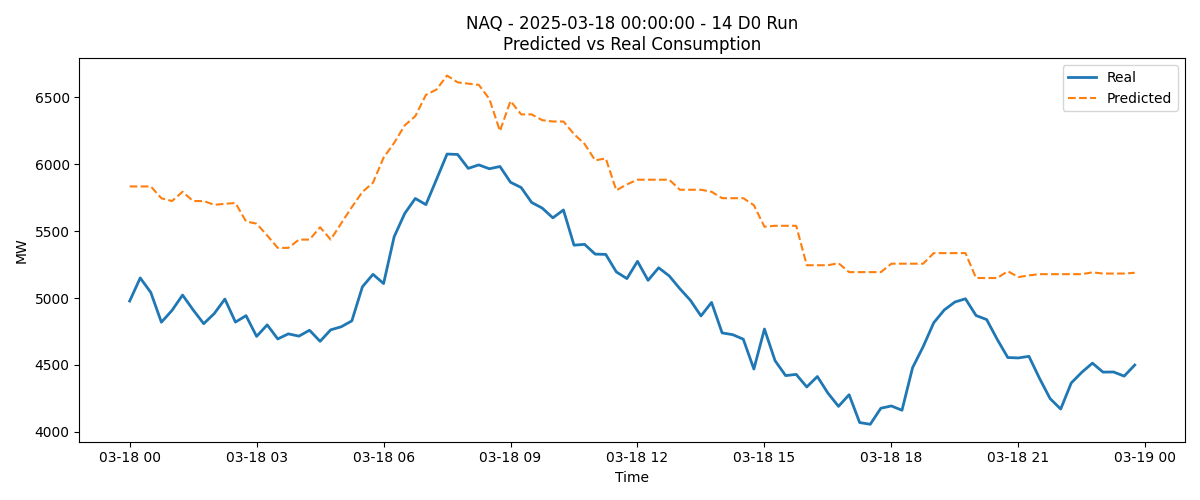 NAQ - 2025-03-18 00:00:00 - 14 D0 Run
Predicted vs Real Consumption
Real
Predicted
MW
6500
6000
5500
5000
4500
4000
03-18 00
03-18 03
03-18 06
03-18 09
03-18 12
03-18 15
03-18 18
03-18 21
03-19 00
Time